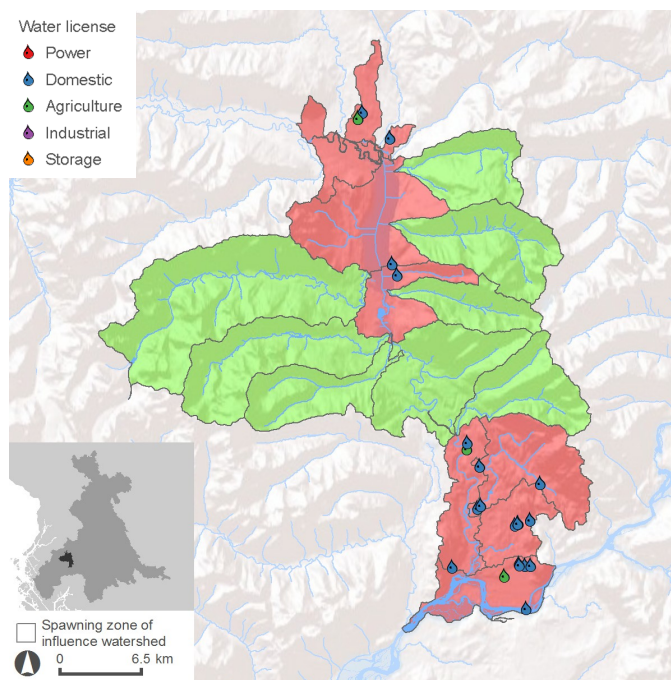 Water license
Power
Domestic
Agriculture
Industrial
Storage
Spawning zone of
influence watershed
0 6.5 km